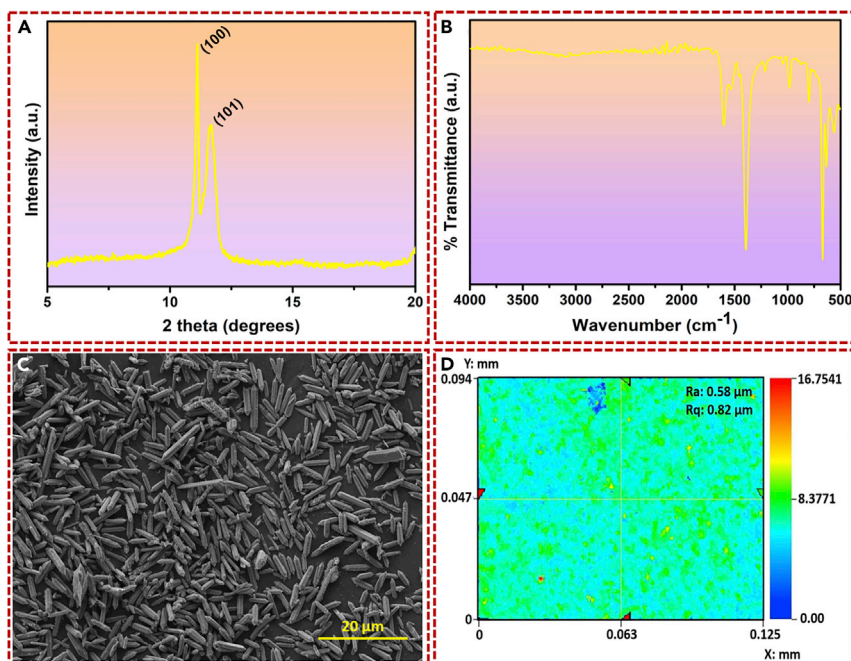 A
(100)
(101)
Intensity (a.u.)
5
10
15
20
2 theta (degrees)
B
% Transmittance (a.u.)
4000
3500
3000
2500
2000
1500
1000
500
Wavenumber (cm⁻¹)
C
20 µm
D
Y: mm
0.094
0.047
0
Ra: 0.58 µm
Rq: 0.82 µm
16.7541
8.3771
0.00
0
0.063
0.125
X: mm